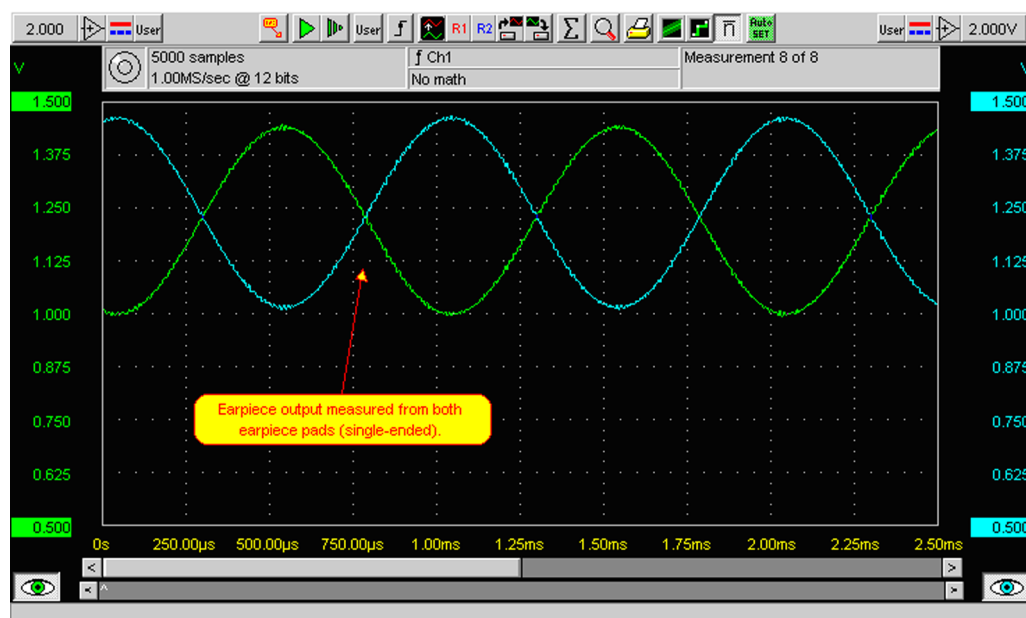 2.000 User User R1 R2 Auto SET User 2.000V
5000 samples ƒ Ch1 Measurement 8 of 8
1.00MS/sec @ 12 bits No math
V V
1.500 1.500
1.375 1.375
1.250 1.250
1.125 1.125
1.000 1.000
0.875 0.875
0.750 0.750
0.625 0.625
0.500 0.500
Earpiece output measured from both
earpiece pads (single-ended).
0s 250.00µs 500.00µs 750.00µs 1.00ms 1.25ms 1.50ms 1.75ms 2.00ms 2.25ms 2.50ms